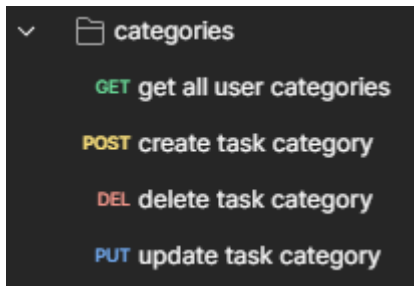 categories
GET get all user categories
POST create task category
DEL delete task category
PUT update task category